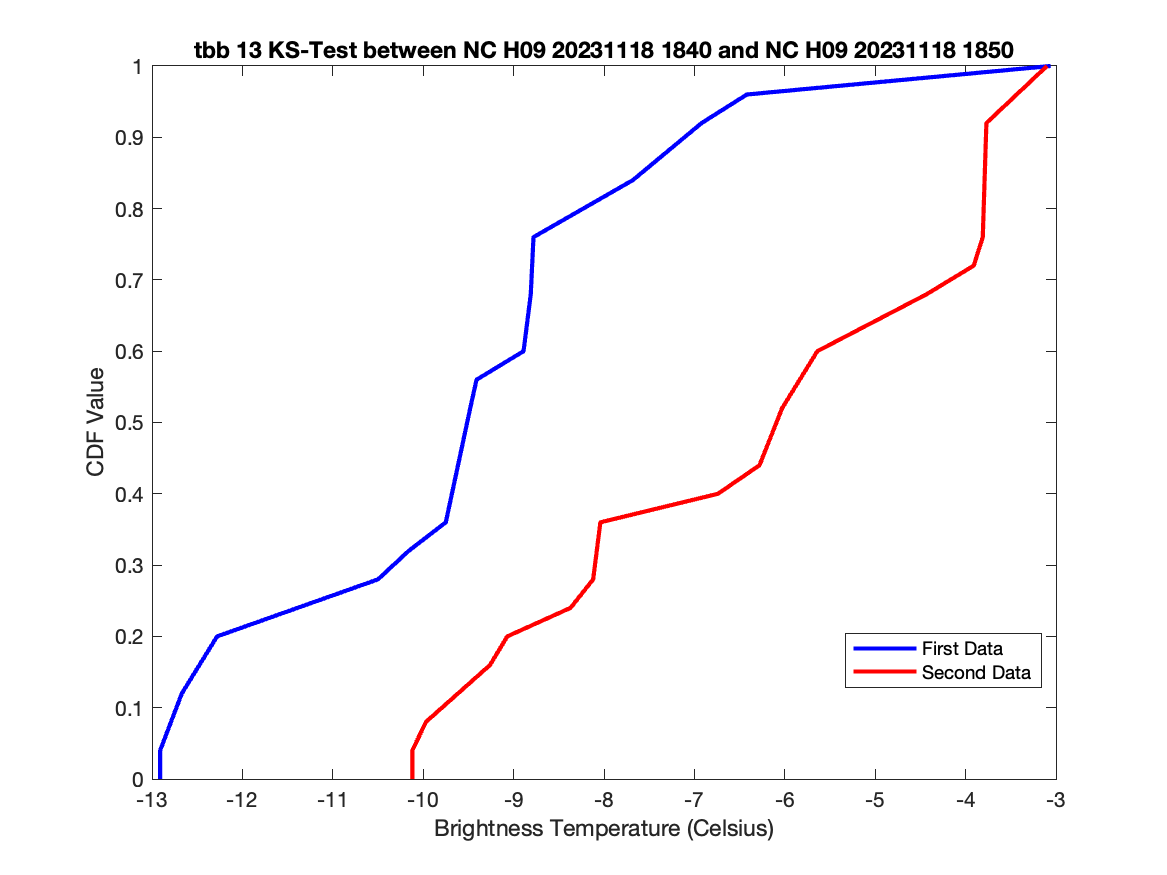 tbb 13 KS-Test between NC H09 20231118 1840 and NC H09 20231118 1850
1
0.9
0.8
0.7
0.6
0.5
0.4
0.3
0.2
0.1
0
CDF Value
First Data
Second Data
-13 -12 -11 -10 -9 -8 -7 -6 -5 -4 -3
Brightness Temperature (Celsius)